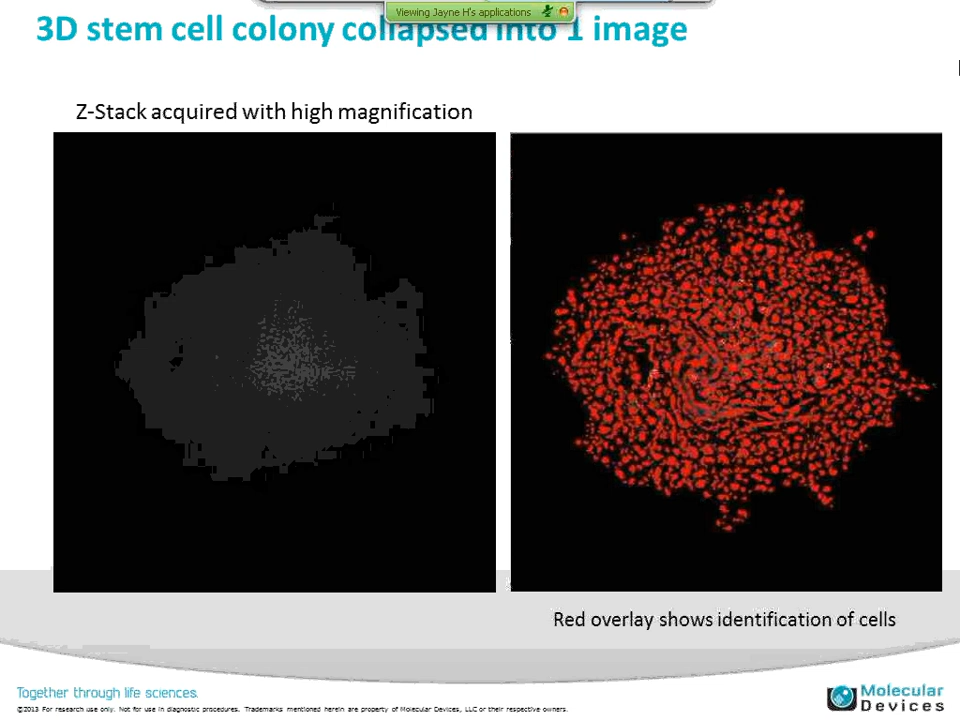 Viewing Jayne H's applications
3D stem cell colony collapsed into 1 image
Z-Stack acquired with high magnification
Red overlay shows identification of cells
Together through life sciences.
©2013 For research use only. Not for use in diagnostic procedures. Trademarks mentioned herein are property of Molecular Devices, LLC or their respective owners.
Molecular
Devices